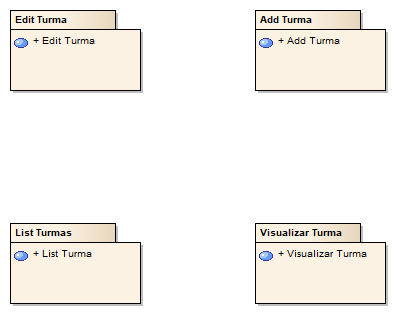 Edit Turma
+ Edit Turma
Add Turma
+ Add Turma
List Turmas
+ List Turma
Visualizar Turma
+ Visualizar Turma